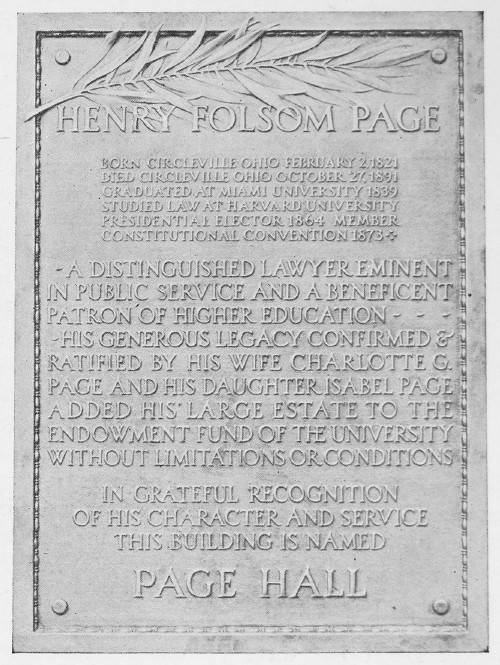 HENRY FOLSOM PAGE
BORN CIRCLEVILLE OHIO FEBRUARY 2 1821
DIED CIRCLEVILLE OHIO OCTOBER 27 1891
GRADUATED AT MIAMI UNIVERSITY 1839
STUDIED LAW AT HARVARD UNIVERSITY
PRESIDENTIAL ELECTOR 1864 MEMBER
CONSTITUTIONAL CONVENTION 1873
- A DISTINGUISHED LAWYER EMINENT
IN PUBLIC SERVICE AND A BENEFICENT
PATRON OF HIGHER EDUCATION - - -
- HIS GENEROUS LEGACY CONFIRMED &
RATIFIED BY HIS WIFE CHARLOTTE G.
PAGE AND HIS DAUGHTER ISABEL PAGE
ADDED HIS LARGE ESTATE TO THE
ENDOWMENT FUND OF THE UNIVERSITY
WITHOUT LIMITATIONS OR CONDITIONS
IN GRATEFUL RECOGNITION
OF HIS CHARACTER AND SERVICE
THIS BUILDING IS NAMED
PAGE HALL